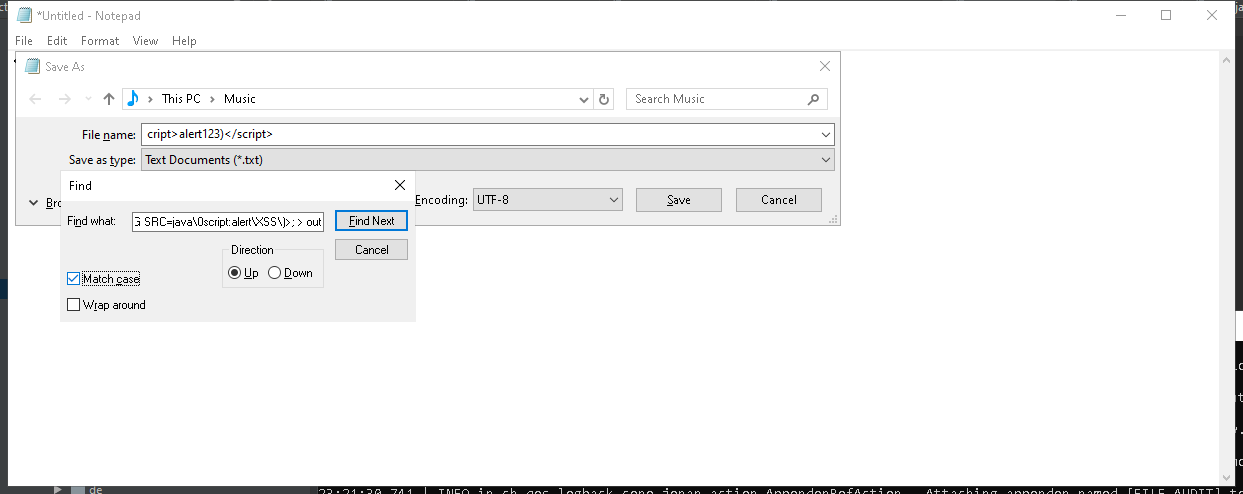 *Untitled - Notepad
File Edit Format View Help
Save As
This PC > Music
Search Music
File name: cript>alert123)</script>
Save as type: Text Documents (*.txt)
Encoding: UTF-8 Save Cancel
Find
Find what: G SRC=java\0script:alert\XSS\)>; > out Find Next
Cancel
Direction
Up Down
Match case
Wrap around
de
23:21:30,741 | INFO in ch.qos.logback.core.joran.action.AppenderRefAction - Attaching appender named [FILE_AUDIT] t